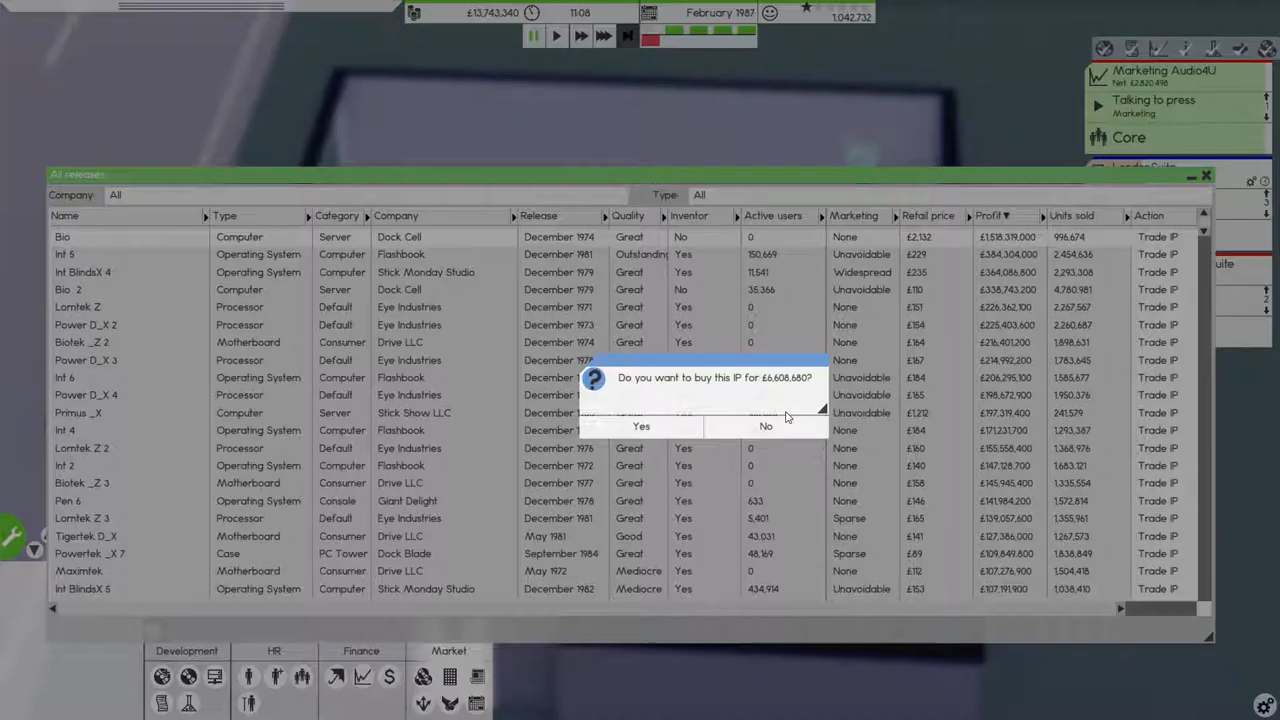 £13,743,340 11:08 February 1987 1,042,732
Marketing Audio4U
Net: £2,820,498
Talking to press
Marketing
1
Core
All releases
Company: All Type: All
Name Type Category Company Release Quality Inventor Active users Marketing Retail price Profit▼ Units sold Action
Bio Computer Server Dock Cell December 1974 Great No 0 None £2,132 £1,518,319,000 996,674 Trade IP
Int 5 Operating System Computer Flashbook December 1981 Outstanding Yes 150,669 Unavoidable £229 £384,304,000 2,454,636 Trade IP
Int BlindsX 4 Operating System Computer Stick Monday Studio December 1979 Great Yes 11,541 Widespread £235 £364,086,800 2,293,308 Trade IP
Bio 2 Computer Server Dock Cell December 1979 Great No 35,366 Unavoidable £110 £338,743,200 4,780,981 Trade IP
Lomtek Z Processor Default Eye Industries December 1971 Great Yes 0 None £151 £226,362,100 2,267,567 Trade IP
Power D_X 2 Processor Default Eye Industries December 1973 Great Yes 0 None £154 £225,403,600 2,260,687 Trade IP
Biotek _Z 2 Motherboard Consumer Drive LLC December 1974 Great Yes 0 None £164 £216,401,200 1,898,631 Trade IP
Power D_X 3 Processor Default Eye Industries December 1978 None £167 £214,992,200 1,783,645 Trade IP
Int 6 Operating System Computer Flashbook December Unavoidable £184 £206,295,100 1,585,677 Trade IP
Power D_X 4 Processor Default Eye Industries December Unavoidable £165 £198,672,900 1,950,376 Trade IP
Primus _X Computer Server Stick Show LLC December Unavoidable £1,212 £197,319,400 241,579 Trade IP
Int 4 Operating System Computer Flashbook December None £184 £171,231,700 1,293,387 Trade IP
Lomtek Z 2 Processor Default Eye Industries December 1976 Great Yes 0 None £160 £155,558,400 1,368,976 Trade IP
Int 2 Operating System Computer Flashbook December 1972 Great Yes 0 None £140 £147,128,700 1,683,121 Trade IP
Biotek _Z 3 Motherboard Consumer Drive LLC December 1977 Great Yes 0 None £158 £145,945,400 1,335,554 Trade IP
Pen 6 Operating System Console Giant Delight December 1978 Great Yes 633 None £146 £141,984,200 1,572,814 Trade IP
Lomtek Z 3 Processor Default Eye Industries December 1981 Great Yes 5,401 Sparse £165 £139,057,600 1,355,961 Trade IP
Tigertek D_X Motherboard Consumer Drive LLC May 1981 Good Yes 43,031 None £141 £127,386,000 1,267,573 Trade IP
Powertek _X 7 Case PC Tower Dock Blade September 1984 Great Yes 48,169 Sparse £89 £109,849,800 1,838,849 Trade IP
Maximtek Motherboard Consumer Drive LLC May 1972 Mediocre Yes 0 None £112 £107,276,900 1,504,418 Trade IP
Int BlindsX 5 Operating System Computer Stick Monday Studio December 1982 Mediocre Yes 434,914 Unavoidable £153 £107,191,900 1,038,410 Trade IP
Do you want to buy this IP for £6,608,680?
Yes No
3
uite
2
Development HR Finance Market